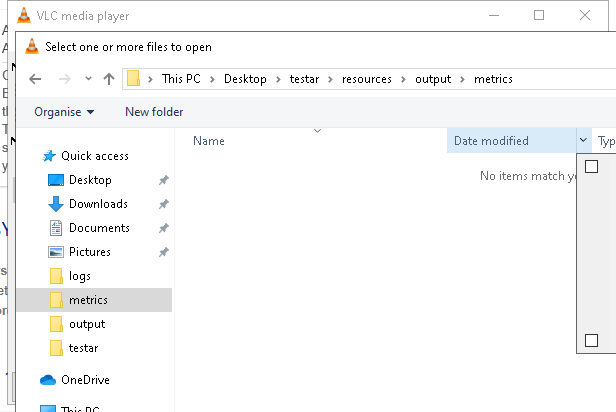 VLC media player
Select one or more files to open
This PC > Desktop > testar > resources > output > metrics
Organise New folder
Name Date modified Typ
No items match yo
Quick access
Desktop
Downloads
Documents
Pictures
logs
metrics
output
testar
OneDrive
This PC